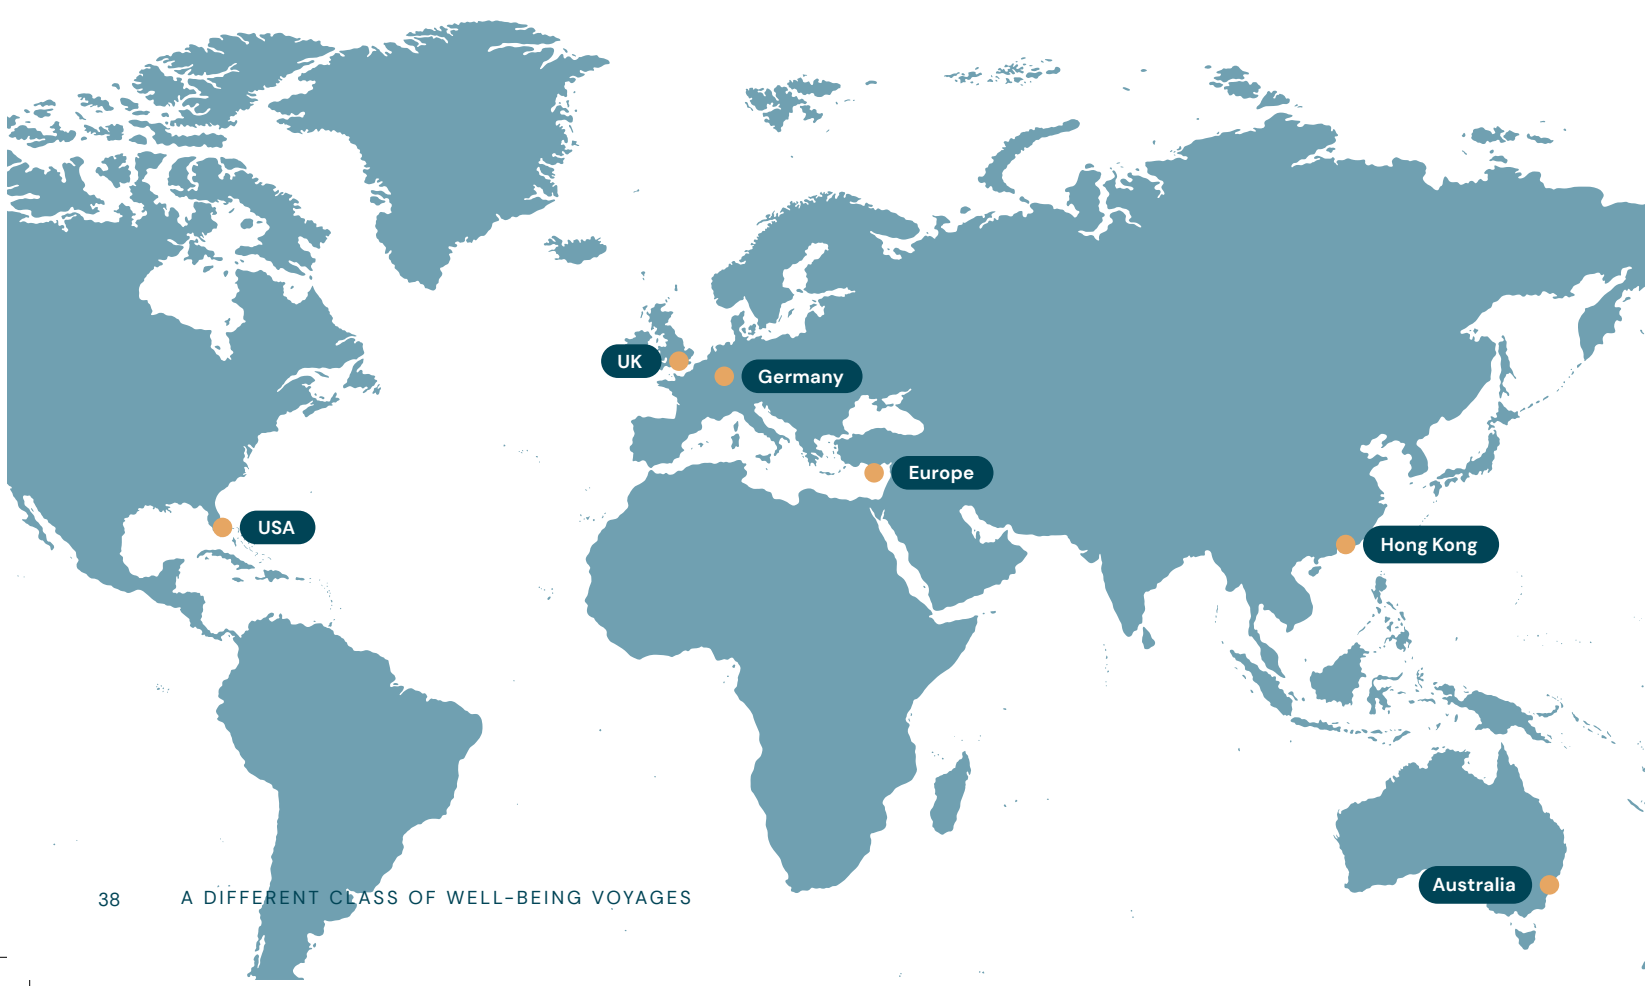 UK
Germany
Europe
USA
Hong Kong
Australia
38 A DIFFERENT CLASS OF WELL-BEING VOYAGES